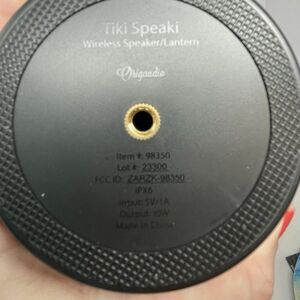 Tiki Speaki
Wireless Speaker/Lantern
Origaudio
Item #: 98350
Lot #: 23300
FCC ID: ZARZK-98350
IPX6
Input: 5V/1A
Output: 10W
Made in China